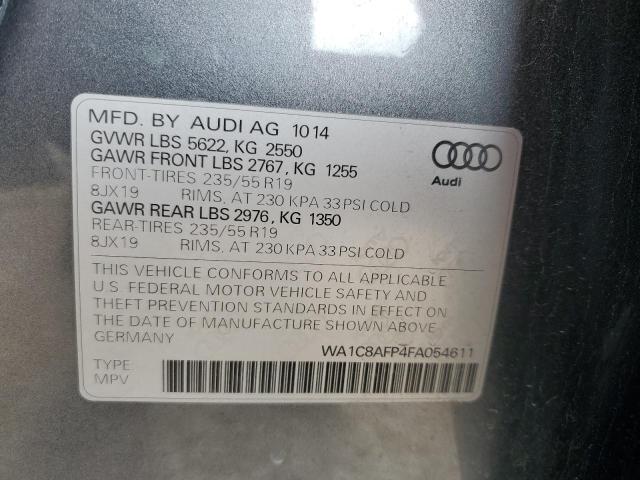 MFD. BY AUDI AG 1014
GVWR LBS 5622, KG 2550
GAWR FRONT LBS 2767, KG 1255
FRONT-TIRES 235/55 R19
8JX19 RIMS, AT 230 KPA 33 PSI COLD
GAWR REAR LBS 2976, KG 1350
REAR-TIRES 235/55 R19
8JX19 RIMS, AT 230 KPA 33 PSI COLD
Audi
THIS VEHICLE CONFORMS TO ALL APPLICABLE
U.S. FEDERAL MOTOR VEHICLE SAFETY AND
THEFT PREVENTION STANDARDS IN EFFECT ON
THE DATE OF MANUFACTURE SHOWN ABOVE
GERMANY
WA1C8AFP4FA054611
TYPE:
MPV